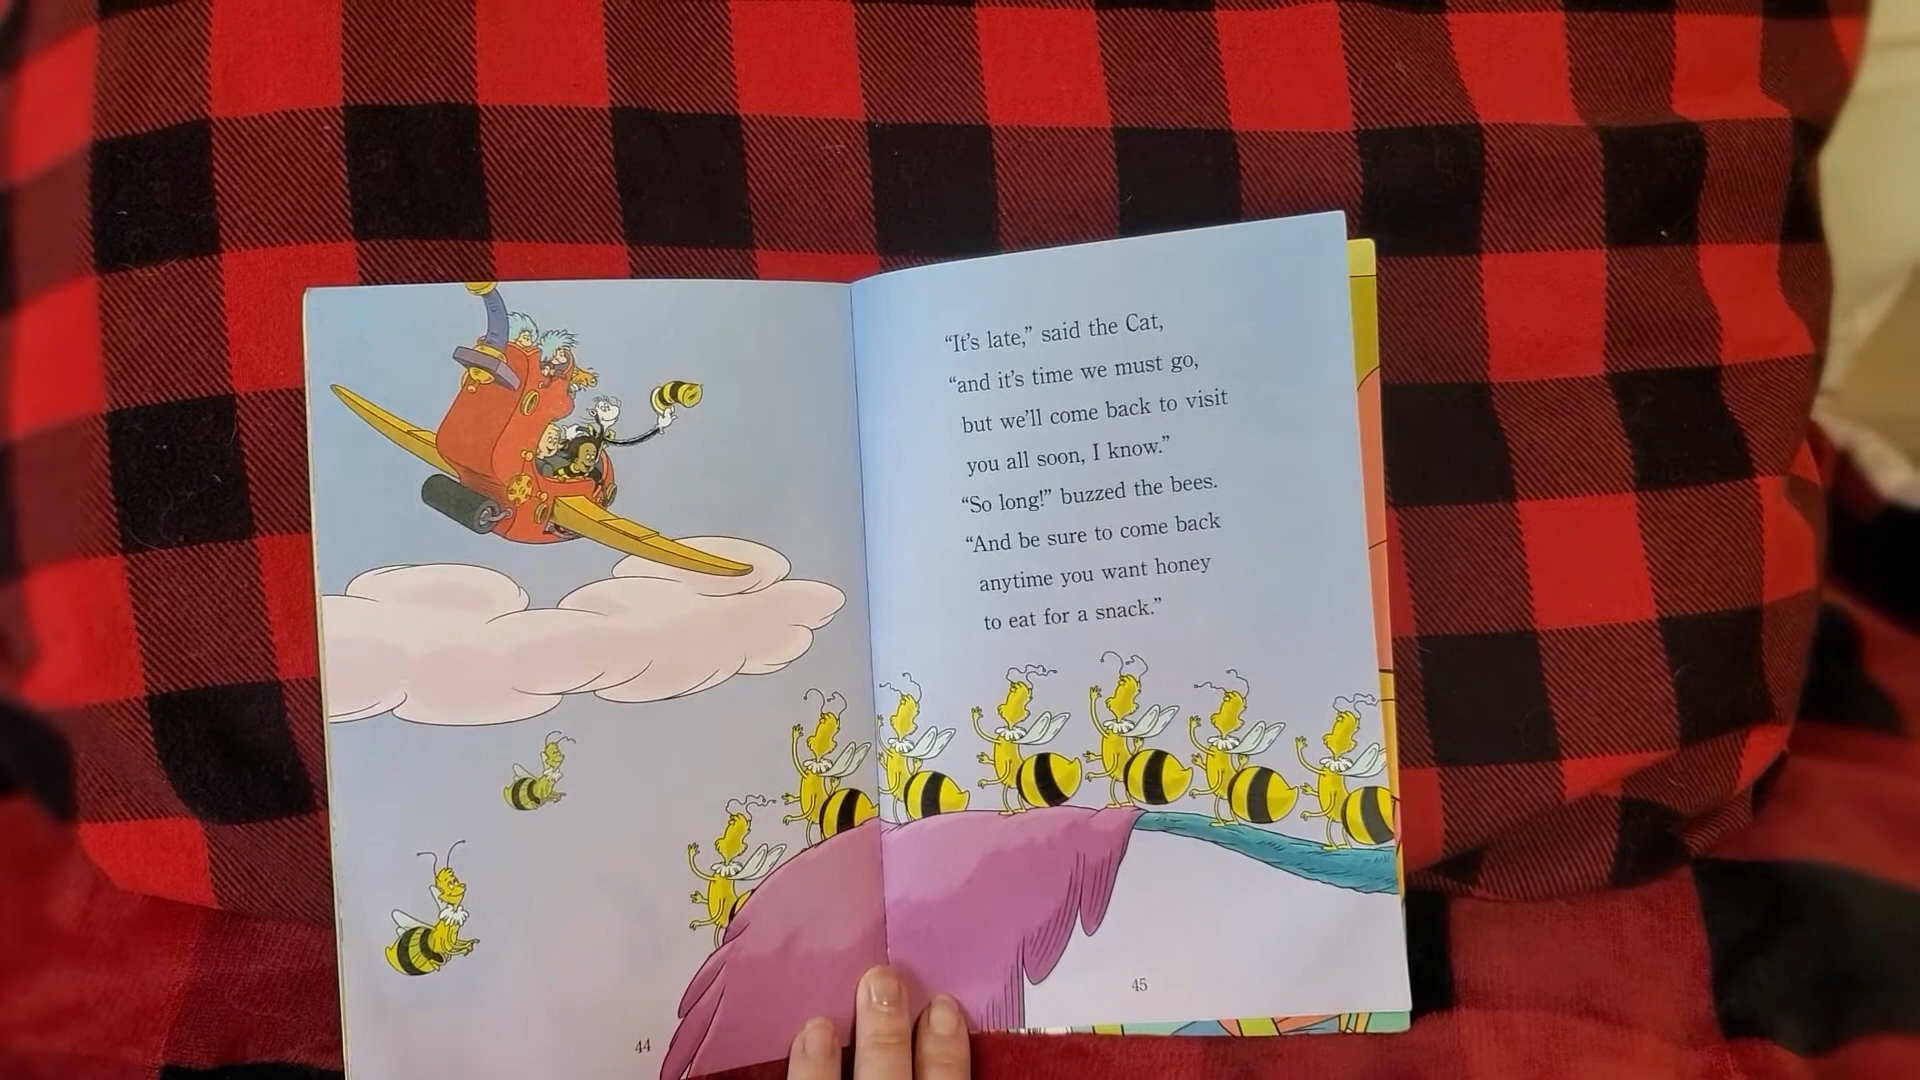 “It’s late,” said the Cat,
“and it’s time we must go,
but we’ll come back to visit
you all soon, I know.”
“So long!” buzzed the bees.
“And be sure to come back
anytime you want honey
to eat for a snack.”
44
45